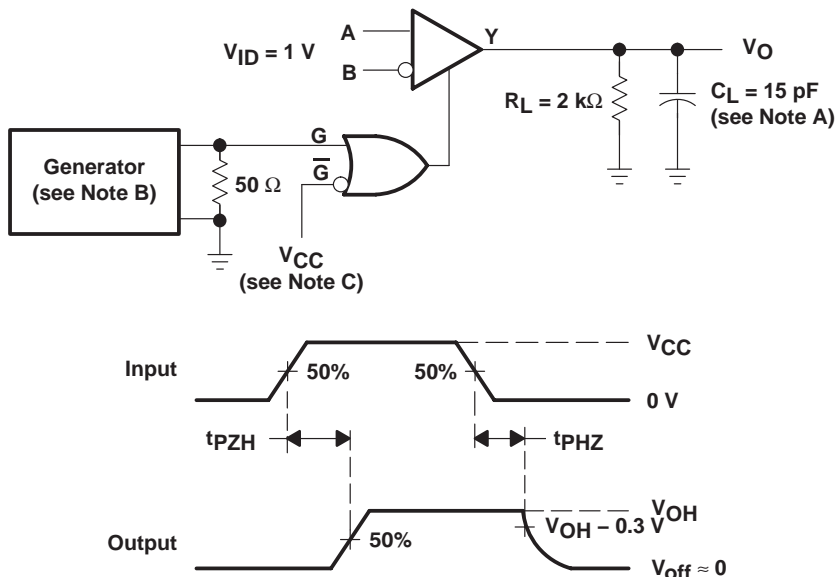 A
Y
V_O
V_ID = 1 V
B
R_L = 2 kΩ
C_L = 15 pF
(see Note A)
G
G̅
Generator
(see Note B)
50 Ω
V_CC
(see Note C)
V_CC
Input
50%
50%
0 V
t_PZH
t_PHZ
V_OH
V_OH − 0.3 V
Output
50%
V_off ≈ 0